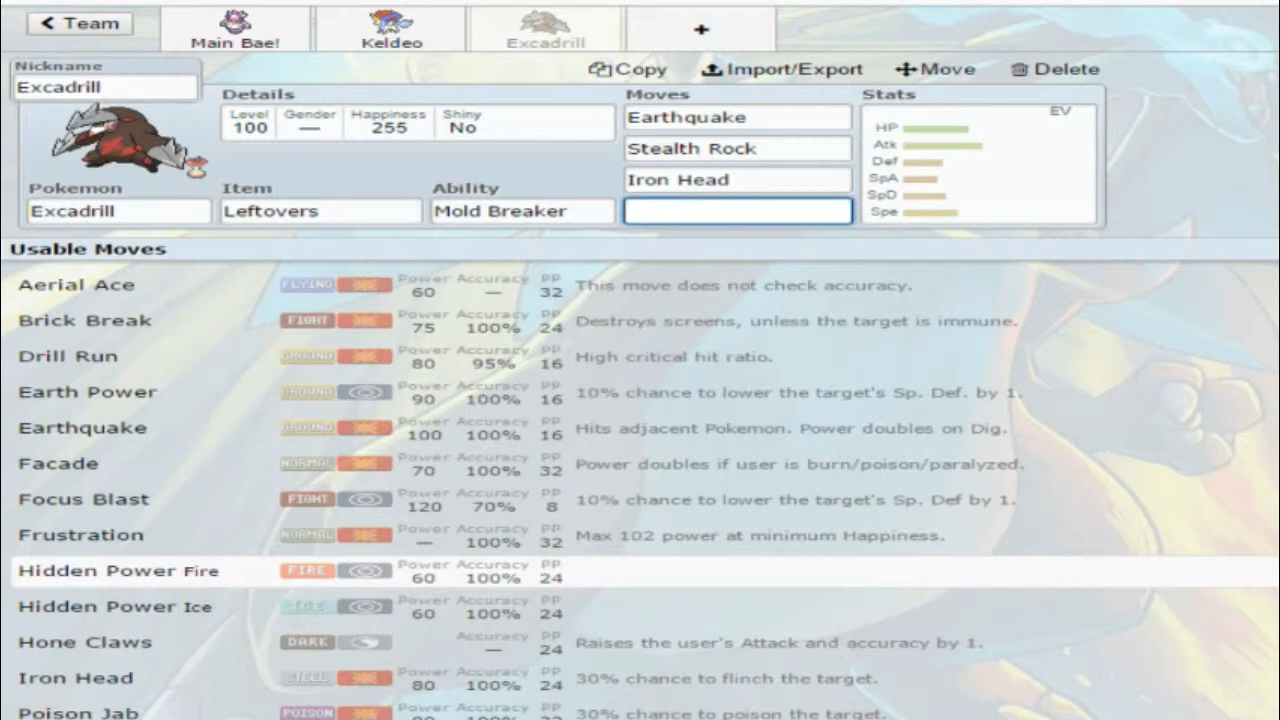 Team
Main Bae!
Keldeo
Excadrill
+
Nickname
Excadrill
Copy
Import/Export
Move
Delete
Details
Level
100
Gender
—
Happiness
255
Shiny
No
Pokemon
Excadrill
Item
Leftovers
Ability
Mold Breaker
Moves
Earthquake
Stealth Rock
Iron Head
Stats
EV
HP
Atk
Def
SpA
SpD
Spe
Usable Moves
Aerial Ace FLYING Power 60 Accuracy — PP 32 This move does not check accuracy.
Brick Break FIGHT Power 75 Accuracy 100% PP 24 Destroys screens, unless the target is immune.
Drill Run GROUND Power 80 Accuracy 95% PP 16 High critical hit ratio.
Earth Power GROUND Power 90 Accuracy 100% PP 16 10% chance to lower the target's Sp. Def. by 1.
Earthquake GROUND Power 100 Accuracy 100% PP 16 Hits adjacent Pokemon. Power doubles on Dig.
Facade NORMAL Power 70 Accuracy 100% PP 32 Power doubles if user is burn/poison/paralyzed.
Focus Blast FIGHT Power 120 Accuracy 70% PP 8 10% chance to lower the target's Sp. Def by 1.
Frustration NORMAL Power — Accuracy 100% PP 32 Max 102 power at minimum Happiness.
Hidden Power Fire FIRE Power 60 Accuracy 100% PP 24
Hidden Power Ice ICE Power 60 Accuracy 100% PP 24
Hone Claws DARK Accuracy — PP 24 Raises the user's Attack and accuracy by 1.
Iron Head STEEL Power 80 Accuracy 100% PP 24 30% chance to flinch the target.
Poison Jab POISON Power Accuracy PP 30% chance to poison the target.